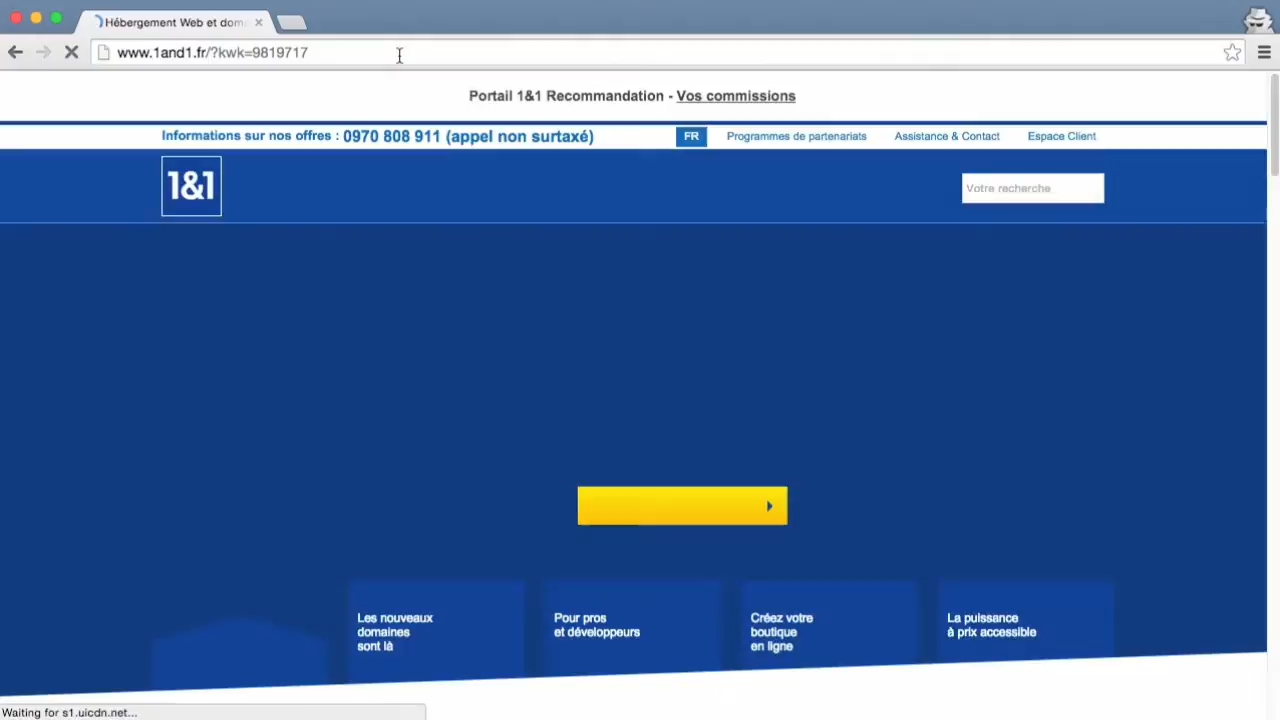 Hébergement Web et dom
www.1and1.fr/?kwk=9819717
Portail 1&1 Recommandation - Vos commissions
Informations sur nos offres : 0970 808 911 (appel non surtaxé)
FR
Programmes de partenariats
Assistance & Contact
Espace Client
1&1
Votre recherche
Les nouveaux
domaines
sont là
Pour pros
et développeurs
Créez votre
boutique
en ligne
La puissance
à prix accessible
Waiting for s1.uicdn.net...